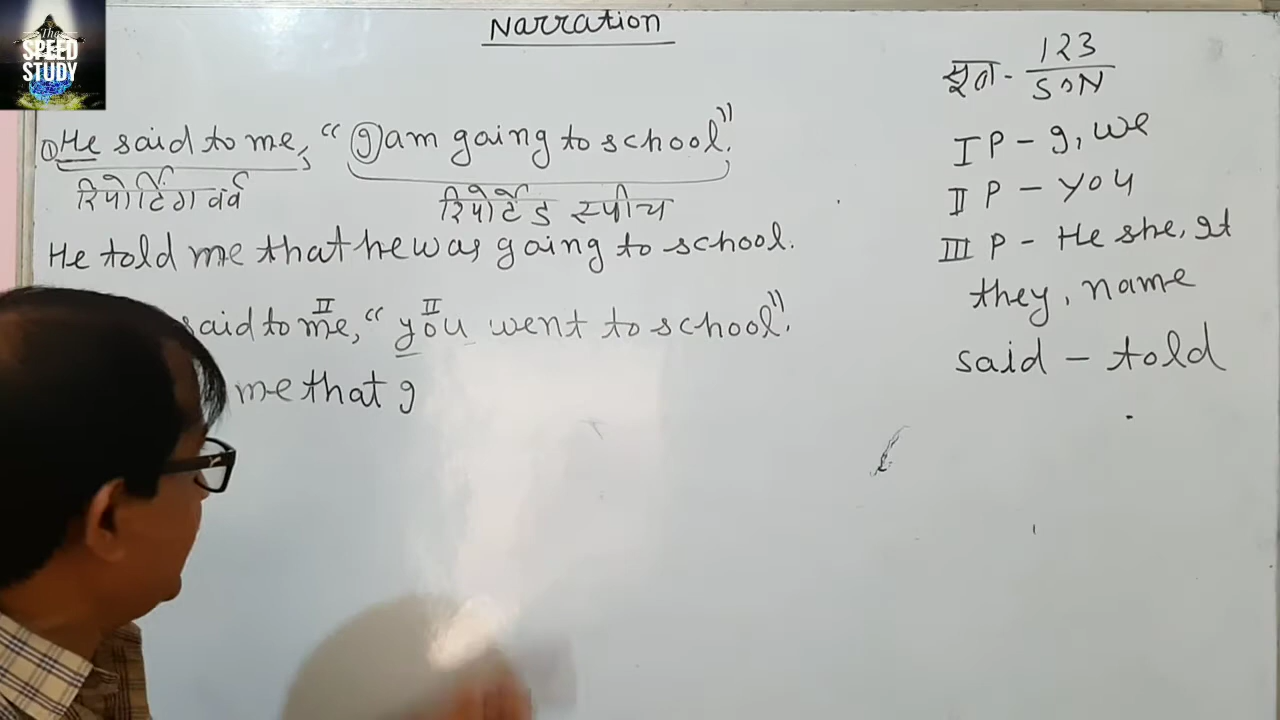 The
SPEED
STUDY
Narration
① He said to me, “I am going to school”.
रिपोर्टिंग वर्व
रिपोर्टेड स्पीच
He told me that he was going to school.
II II
said to me, “you went to school”.
me that I
सूत्र - 123
SON
I P - I, we
II P - you
III P - He she, It
they, name
said - told